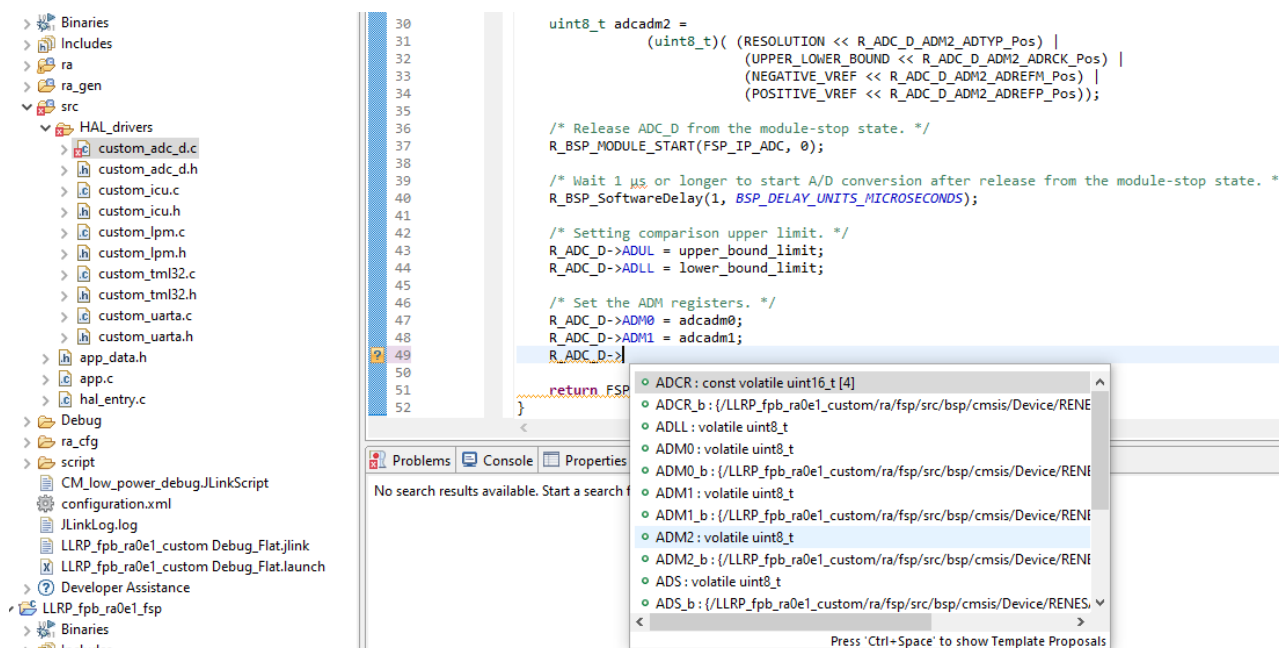 Binaries
Includes
ra
ra_gen
src
HAL_drivers
custom_adc_d.c
custom_adc_d.h
custom_icu.c
custom_icu.h
custom_lpm.c
custom_lpm.h
custom_tml32.c
custom_tml32.h
custom_uarta.c
custom_uarta.h
app_data.h
app.c
hal_entry.c
Debug
ra_cfg
script
CM_low_power_debug.JLinkScript
configuration.xml
JLinkLog.log
LLRP_fpb_ra0e1_custom Debug_Flat.jlink
LLRP_fpb_ra0e1_custom Debug_Flat.launch
Developer Assistance
LLRP_fpb_ra0e1_fsp
Binaries
30 uint8_t adcadm2 =
31 (uint8_t)( (RESOLUTION << R_ADC_D_ADM2_ADTYP_Pos) |
32 (UPPER_LOWER_BOUND << R_ADC_D_ADM2_ADRCK_Pos) |
33 (NEGATIVE_VREF << R_ADC_D_ADM2_ADREFM_Pos) |
34 (POSITIVE_VREF << R_ADC_D_ADM2_ADREFP_Pos));
35
36 /* Release ADC_D from the module-stop state. */
37 R_BSP_MODULE_START(FSP_IP_ADC, 0);
38
39 /* Wait 1 µs or longer to start A/D conversion after release from the module-stop state. *
40 R_BSP_SoftwareDelay(1, BSP_DELAY_UNITS_MICROSECONDS);
41
42 /* Setting comparison upper limit. */
43 R_ADC_D->ADUL = upper_bound_limit;
44 R_ADC_D->ADLL = lower_bound_limit;
45
46 /* Set the ADM registers. */
47 R_ADC_D->ADM0 = adcadm0;
48 R_ADC_D->ADM1 = adcadm1;
49 R_ADC_D->
50
51 return FSP
52 }
ADCR : const volatile uint16_t [4]
ADCR_b : {/LLRP_fpb_ra0e1_custom/ra/fsp/src/bsp/cmsis/Device/RENE
ADLL : volatile uint8_t
ADM0 : volatile uint8_t
ADM0_b : {/LLRP_fpb_ra0e1_custom/ra/fsp/src/bsp/cmsis/Device/RENE
ADM1 : volatile uint8_t
ADM1_b : {/LLRP_fpb_ra0e1_custom/ra/fsp/src/bsp/cmsis/Device/RENE
ADM2 : volatile uint8_t
ADM2_b : {/LLRP_fpb_ra0e1_custom/ra/fsp/src/bsp/cmsis/Device/RENE
ADS : volatile uint8_t
ADS_b : {/LLRP_fpb_ra0e1_custom/ra/fsp/src/bsp/cmsis/Device/RENES
Press 'Ctrl+Space' to show Template Proposals
Problems Console Properties
No search results available. Start a search